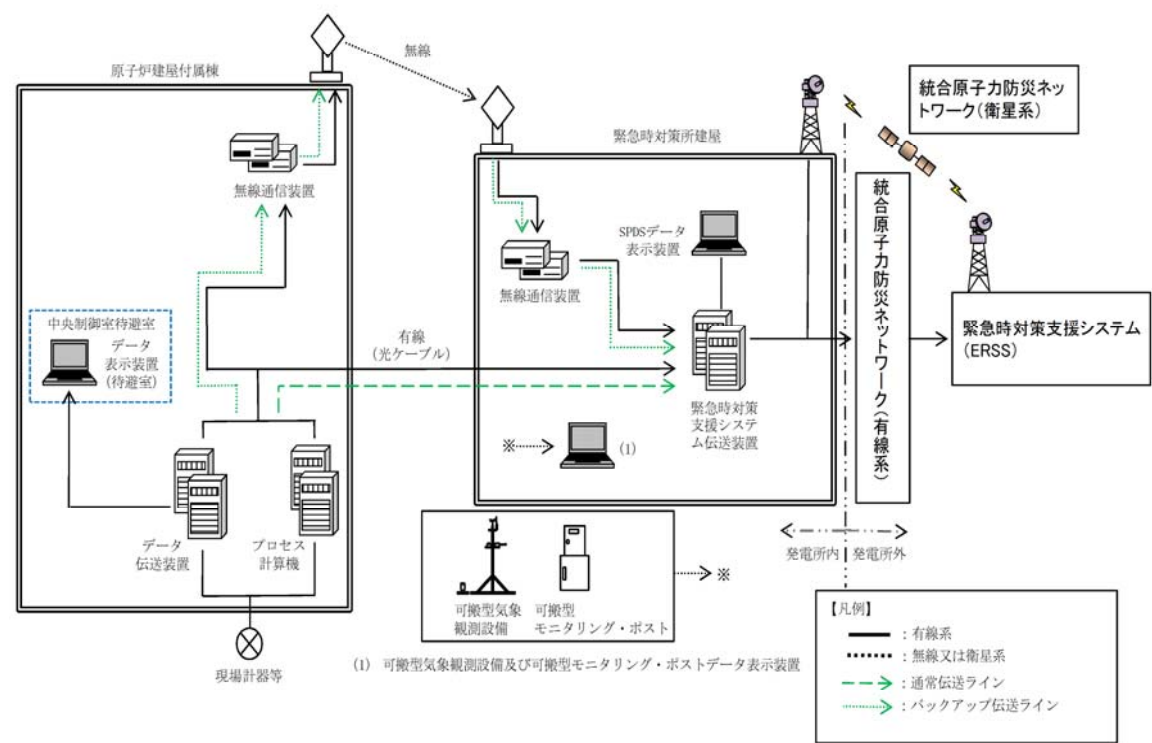 原子炉建屋付属棟
無線
無線通信装置
中央制御室待避室
データ
表示装置
(待避室)
データ
伝送装置
プロセス
計算機
現場計器等
有線
(光ケーブル)
緊急時対策所建屋
無線通信装置
SPDSデータ
表示装置
緊急時対策
支援システ
ム伝送装置
※
(1)
可搬型気象
観測設備
可搬型
モニタリング・ポスト
※
(1) 可搬型気象観測設備及び可搬型モニタリング・ポストデータ表示装置
統合原子力防災ネッ
トワーク(衛星系)
統合原子力防災ネットワーク(有線系)
緊急時対策支援システム
(ERSS)
発電所内
発電所外
【凡例】
:有線系
:無線又は衛星系
:通常伝送ライン
:バックアップ伝送ライン